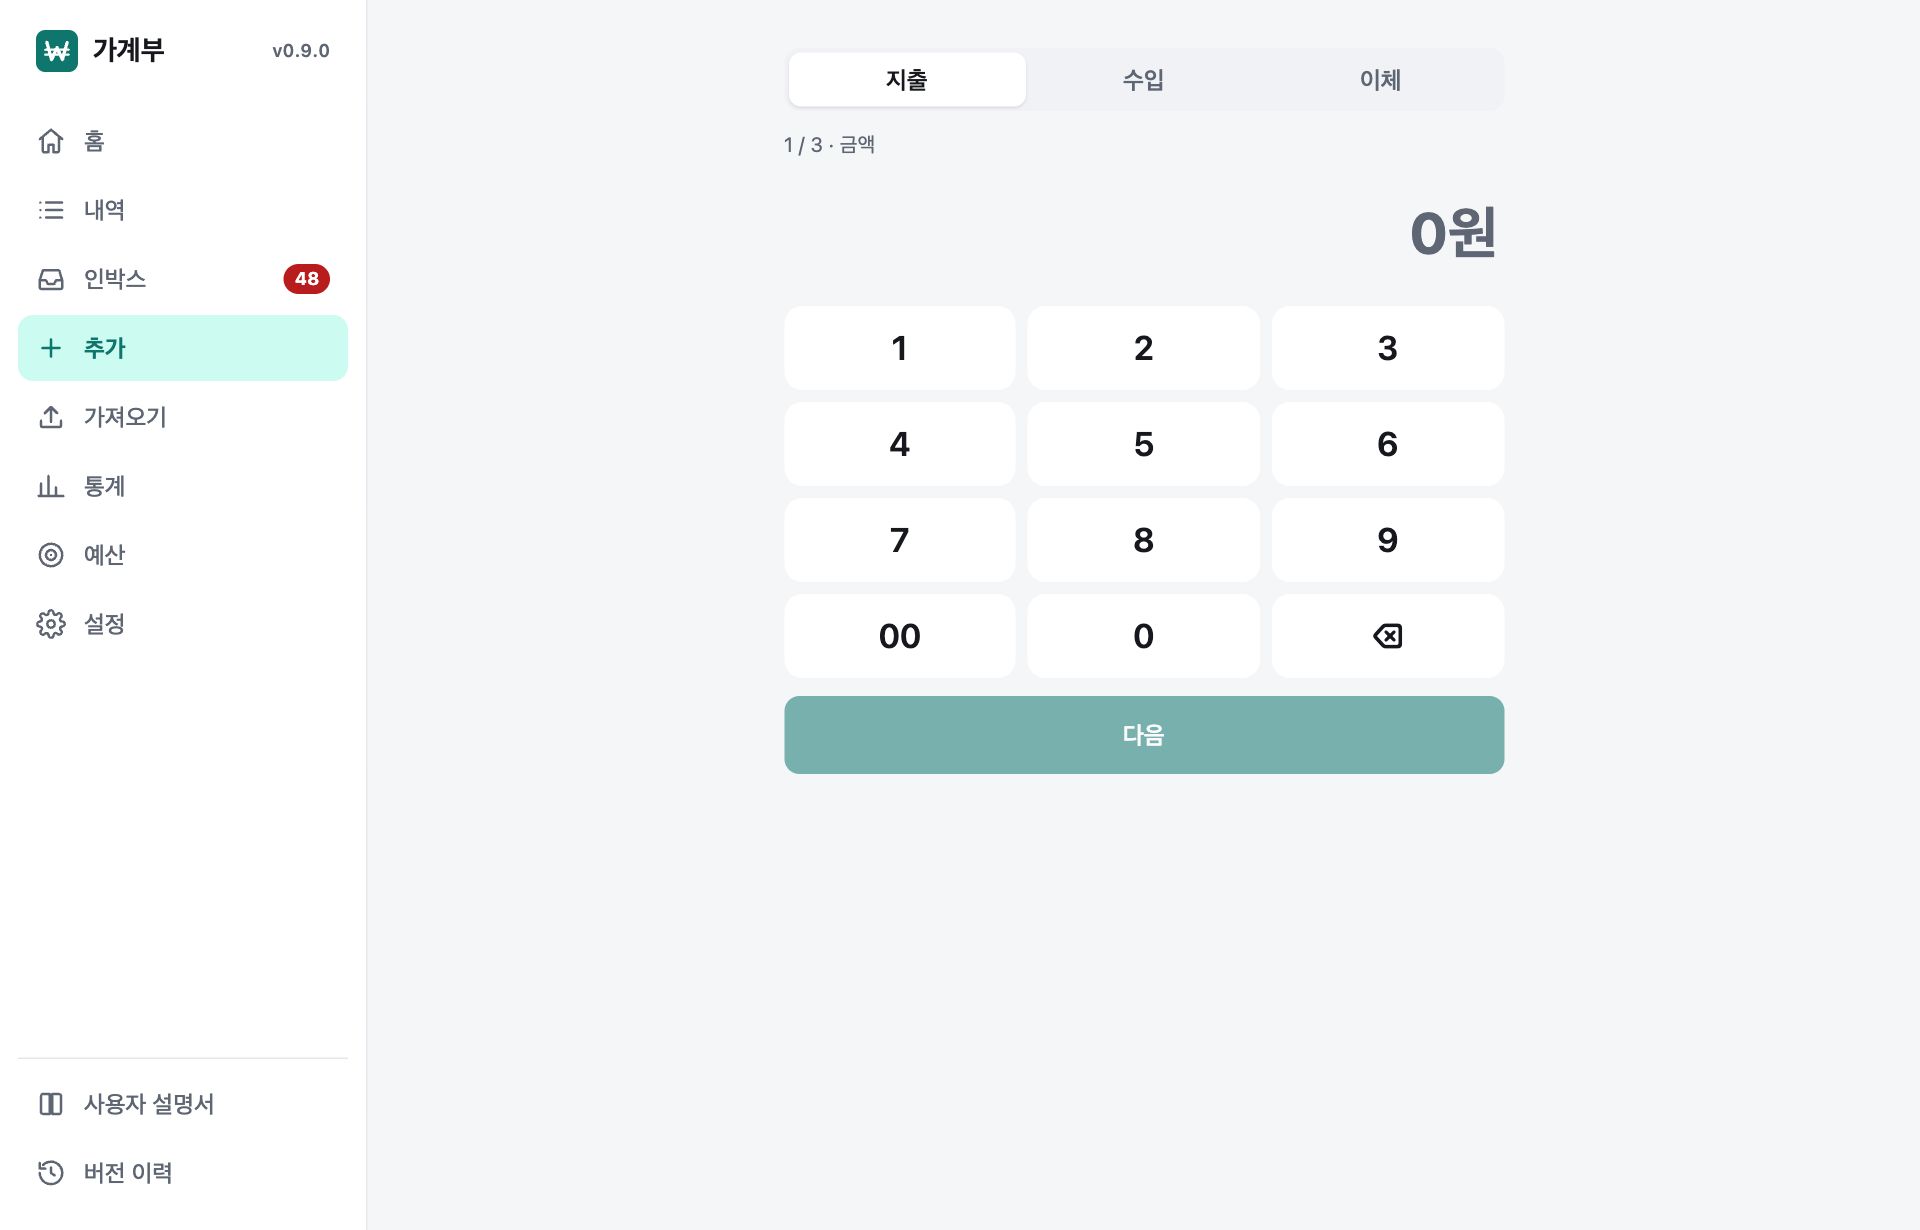 가계부 v0.9.0
홈
내역
인박스 48
추가
가져오기
통계
예산
설정
사용자 설명서
버전 이력
지출 수입 이체
1 / 3 · 금액
0원
1 2 3
4 5 6
7 8 9
00 0
다음